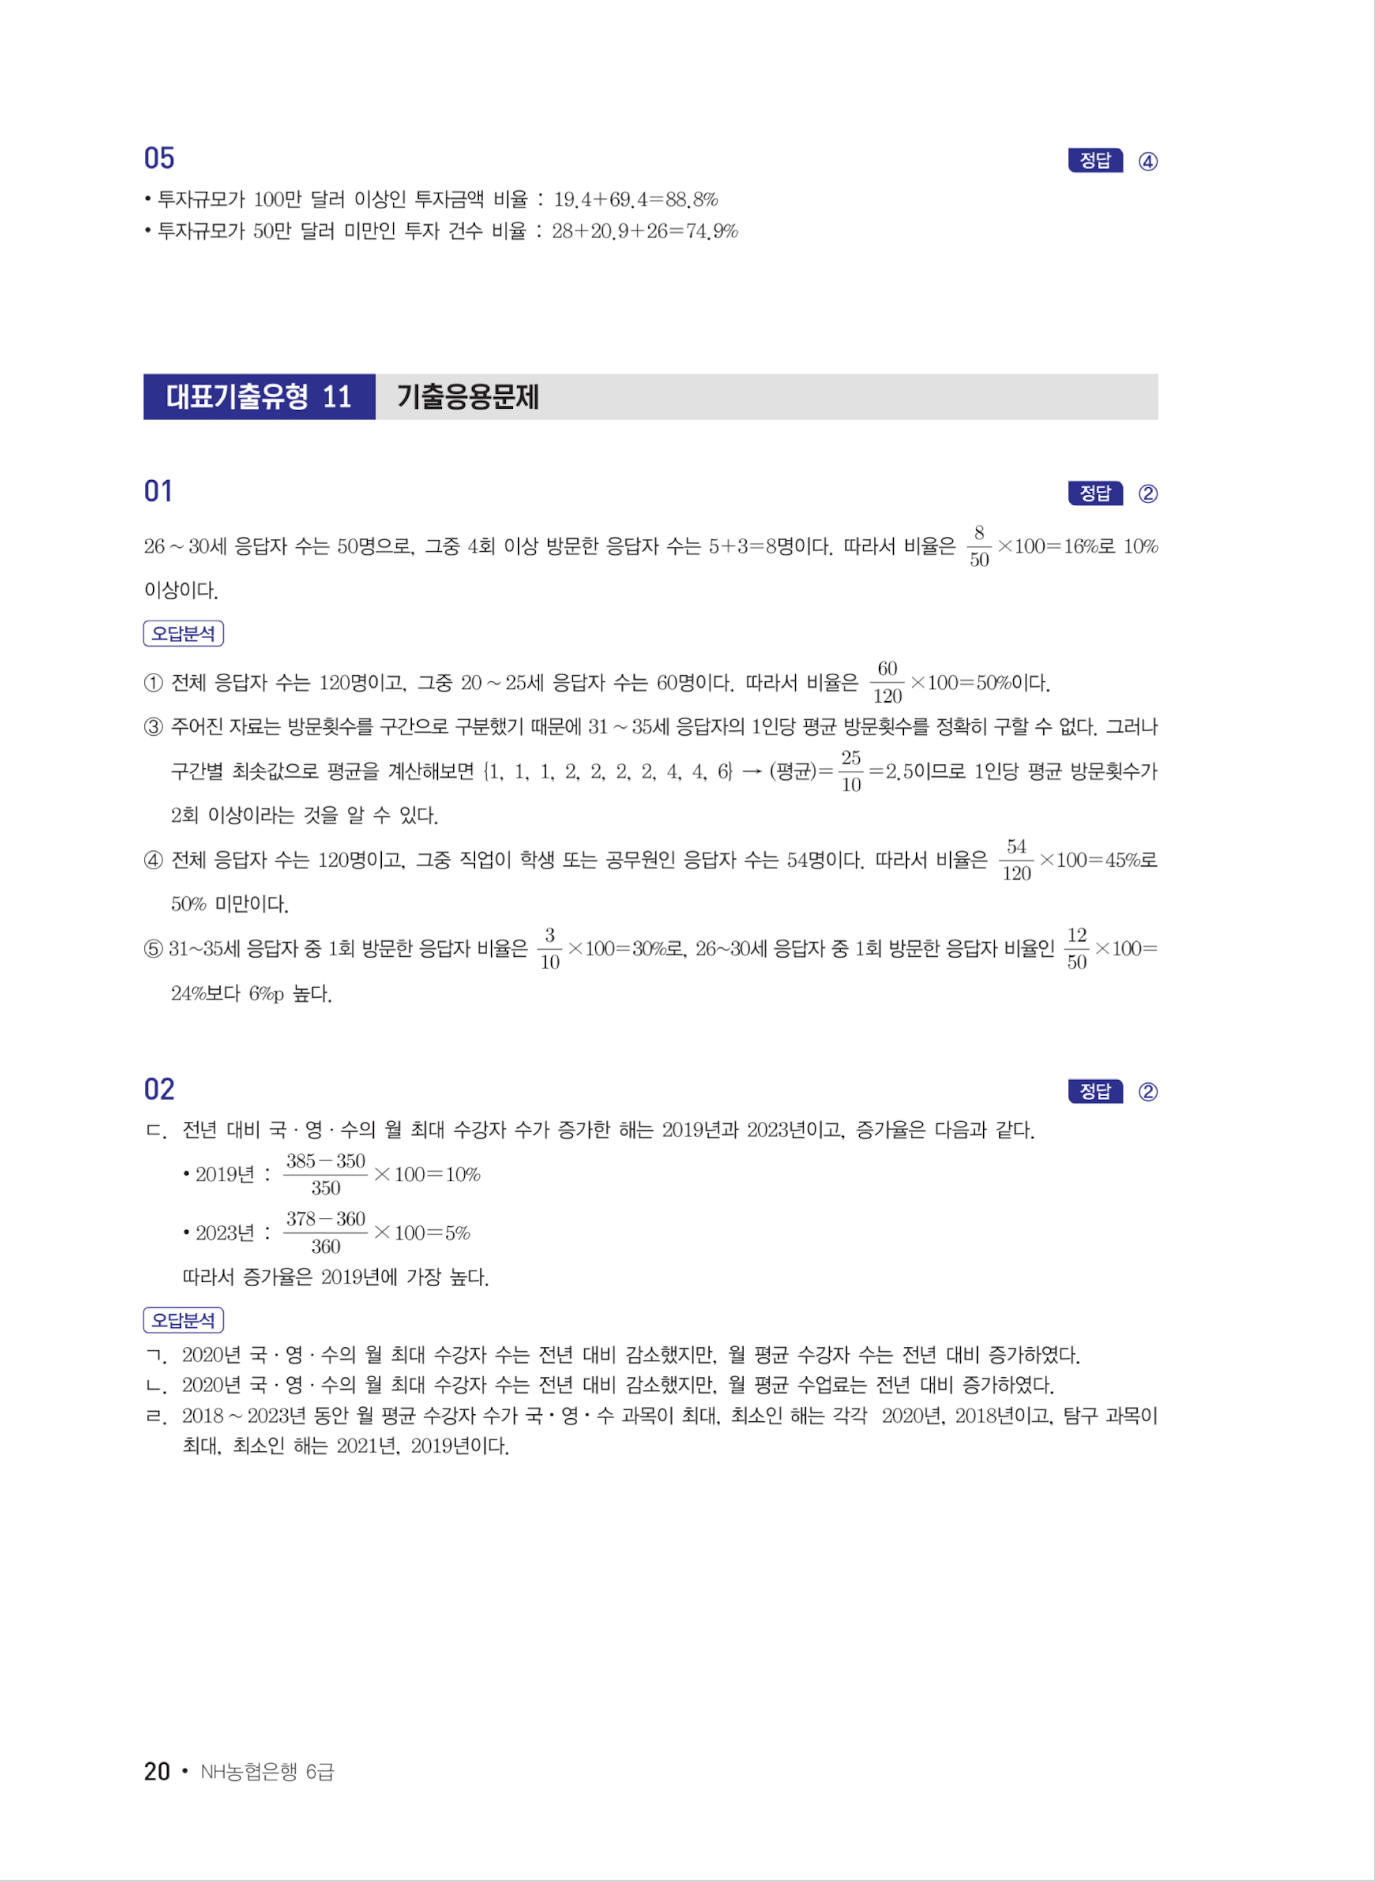 05
정답 ④
• 투자규모가 100만 달러 이상인 투자금액 비율 : 19.4+69.4=88.8%
• 투자규모가 50만 달러 미만인 투자 건수 비율 : 28+20.9+26=74.9%
대표기출유형 11 기출응용문제
01
정답 ②
26~30세 응답자 수는 50명으로, 그중 4회 이상 방문한 응답자 수는 5+3=8명이다. 따라서 비율은 8/50×100=16%로 10%
이상이다.
오답분석
① 전체 응답자 수는 120명이고, 그중 20~25세 응답자 수는 60명이다. 따라서 비율은 60/120×100=50%이다.
③ 주어진 자료는 방문횟수를 구간으로 구분했기 때문에 31~35세 응답자의 1인당 평균 방문횟수를 정확히 구할 수 없다. 그러나
구간별 최솟값으로 평균을 계산해보면 {1, 1, 1, 2, 2, 2, 2, 4, 4, 6} → (평균)=25/10=2.5이므로 1인당 평균 방문횟수가
2회 이상이라는 것을 알 수 있다.
④ 전체 응답자 수는 120명이고, 그중 직업이 학생 또는 공무원인 응답자 수는 54명이다. 따라서 비율은 54/120×100=45%로
50% 미만이다.
⑤ 31~35세 응답자 중 1회 방문한 응답자 비율은 3/10×100=30%로, 26~30세 응답자 중 1회 방문한 응답자 비율인 12/50×100=
24%보다 6%p 높다.
02
정답 ②
ㄷ. 전년 대비 국·영·수의 월 최대 수강자 수가 증가한 해는 2019년과 2023년이고, 증가율은 다음과 같다.
• 2019년 : 385-350/350×100=10%
• 2023년 : 378-360/360×100=5%
따라서 증가율은 2019년에 가장 높다.
오답분석
ㄱ. 2020년 국·영·수의 월 최대 수강자 수는 전년 대비 감소했지만, 월 평균 수강자 수는 전년 대비 증가하였다.
ㄴ. 2020년 국·영·수의 월 최대 수강자 수는 전년 대비 감소했지만, 월 평균 수업료는 전년 대비 증가하였다.
ㄹ. 2018~2023년 동안 월 평균 수강자 수가 국·영·수 과목이 최대, 최소인 해는 각각 2020년, 2018년이고, 탐구 과목이
최대, 최소인 해는 2021년, 2019년이다.
20 • NH농협은행 6급